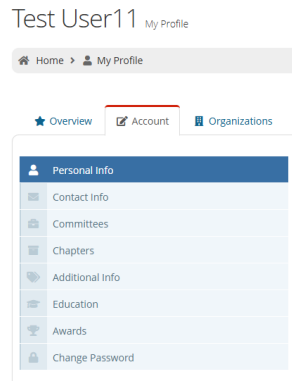 Test User11 My Profile
Home > My Profile
Overview Account Organizations
Personal Info
Contact Info
Committees
Chapters
Additional Info
Education
Awards
Change Password